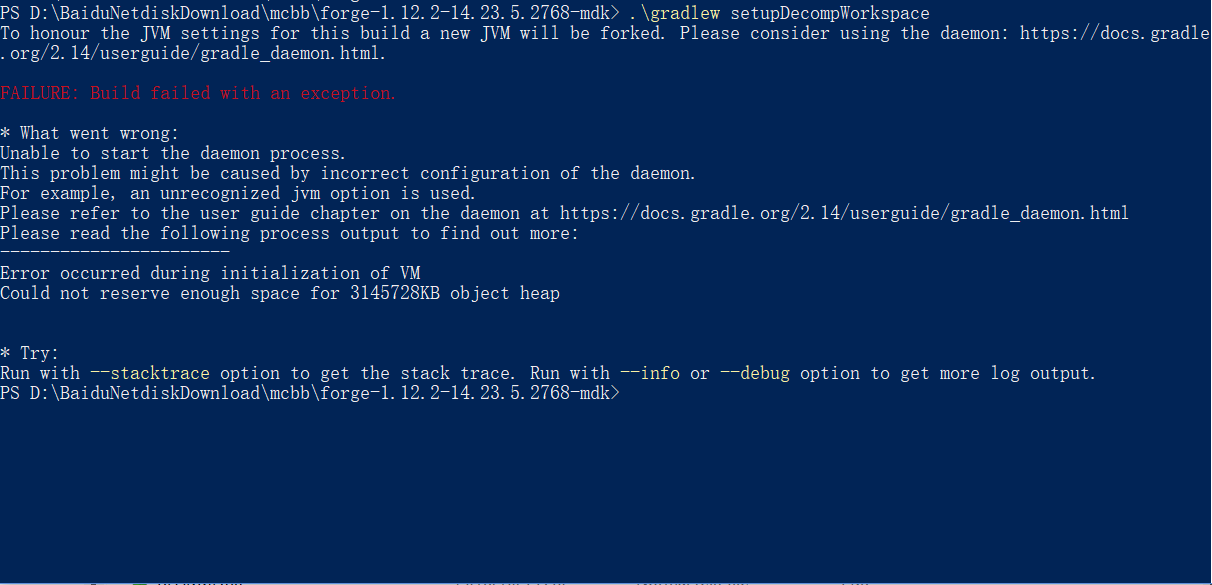 PS D:\BaiduNetdiskDownload\mcbb\forge-1.12.2-14.23.5.2768-mdk> .\gradlew setupDecompWorkspace
To honour the JVM settings for this build a new JVM will be forked. Please consider using the daemon: https://docs.gradle
.org/2.14/userguide/gradle_daemon.html.
FAILURE: Build failed with an exception.
* What went wrong:
Unable to start the daemon process.
This problem might be caused by incorrect configuration of the daemon.
For example, an unrecognized jvm option is used.
Please refer to the user guide chapter on the daemon at https://docs.gradle.org/2.14/userguide/gradle_daemon.html
Please read the following process output to find out more:
-----------------------
Error occurred during initialization of VM
Could not reserve enough space for 3145728KB object heap
* Try:
Run with --stacktrace option to get the stack trace. Run with --info or --debug option to get more log output.
PS D:\BaiduNetdiskDownload\mcbb\forge-1.12.2-14.23.5.2768-mdk>